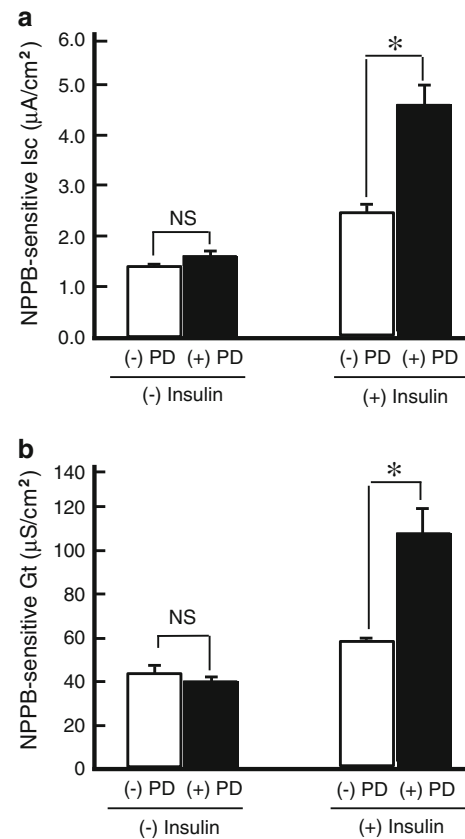 a
NPPB-sensitive Isc (μA/cm²)
6.0
5.0
4.0
3.0
2.0
1.0
0.0
NS
*
(-) PD (+) PD (-) PD (+) PD
(-) Insulin (+) Insulin
b
NPPB-sensitive Gt (μS/cm²)
140
120
100
80
60
40
20
0
NS
*
(-) PD (+) PD (-) PD (+) PD
(-) Insulin (+) Insulin